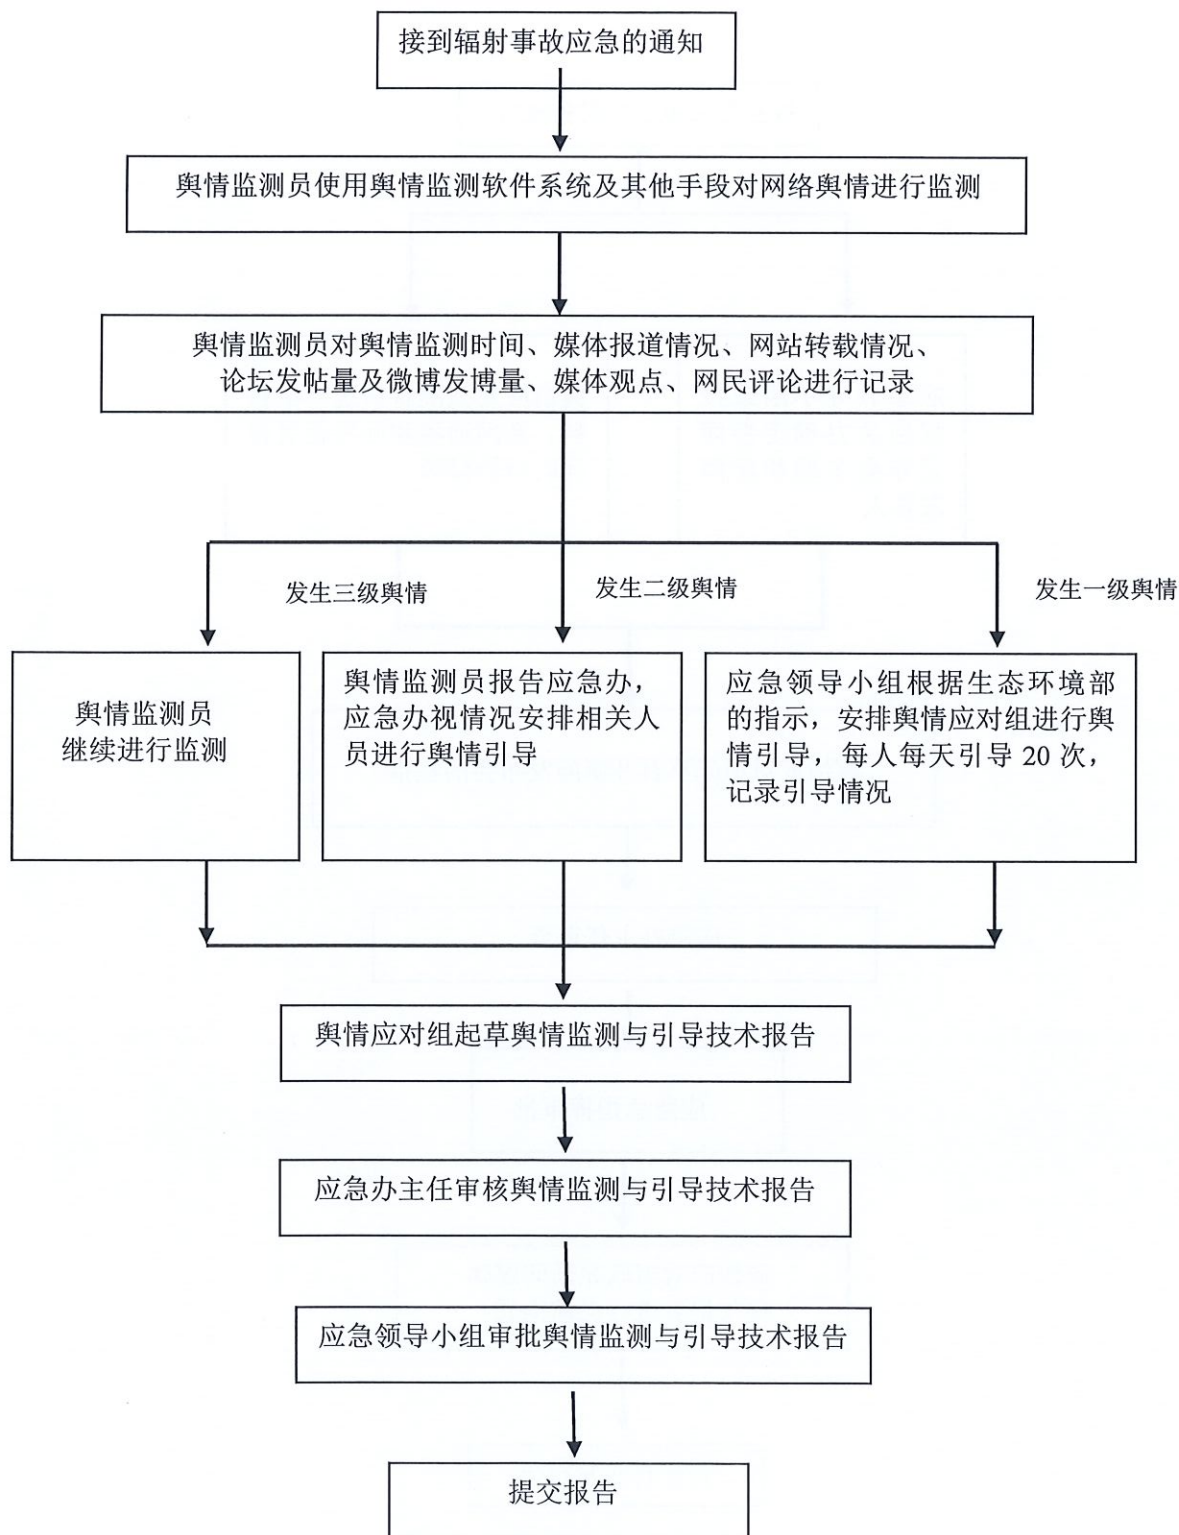 接到辐射事故应急的通知
舆情监测员使用舆情监测软件系统及其他手段对网络舆情进行监测
舆情监测员对舆情监测时间、媒体报道情况、网站转载情况、
论坛发帖量及微博发博量、媒体观点、网民评论进行记录
发生三级舆情
发生二级舆情
发生一级舆情
舆情监测员
继续进行监测
舆情监测员报告应急办，
应急办视情况安排相关人
员进行舆情引导
应急领导小组根据生态环境部
的指示，安排舆情应对组进行舆
情引导，每人每天引导 20 次，
记录引导情况
舆情应对组起草舆情监测与引导技术报告
应急办主任审核舆情监测与引导技术报告
应急领导小组审批舆情监测与引导技术报告
提交报告